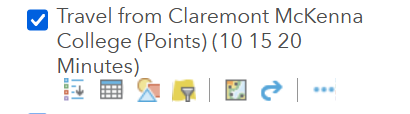 Travel from Claremont McKenna
College (Points) (10 15 20
Minutes)